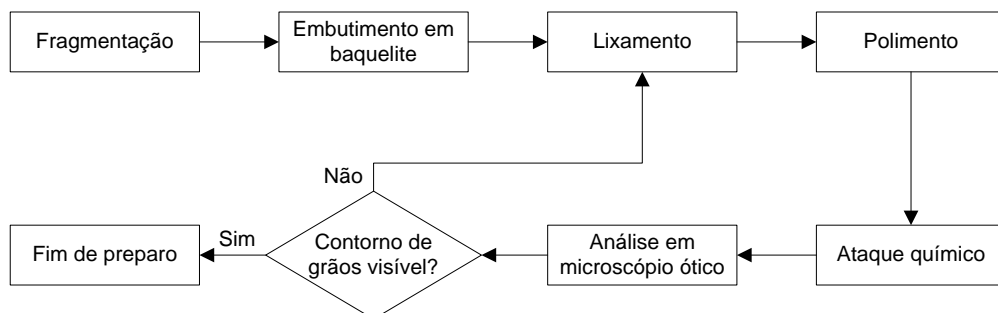 Fragmentação
Embutimento em
baquelite
Lixamento
Polimento
Não
Fim de preparo
Sim
Contorno de
grãos visível?
Análise em
microscópio ótico
Ataque químico